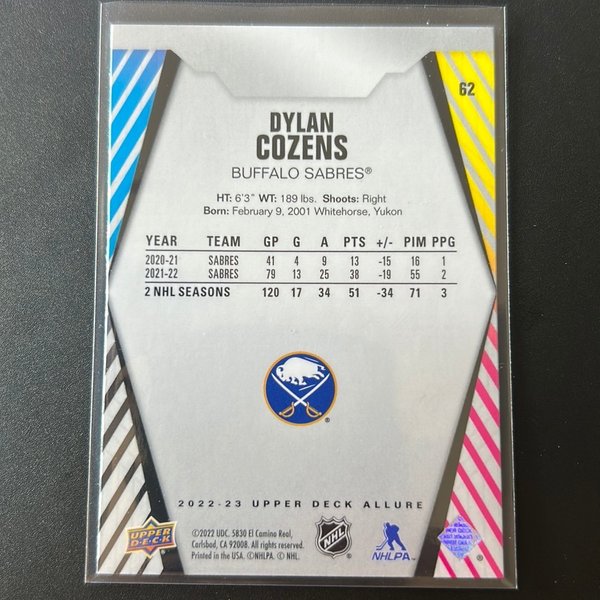 62
DYLAN
COZENS
BUFFALO SABRES®
HT: 6'3" WT: 189 lbs. Shoots: Right
Born: February 9, 2001 Whitehorse, Yukon
YEAR TEAM GP G A PTS +/- PIM PPG
2020-21 SABRES 41 4 9 13 -15 16 1
2021-22 SABRES 79 13 25 38 -19 55 2
2 NHL SEASONS 120 17 34 51 -34 71 3
®
2022-23 UPPER DECK ALLURE
©2022 UDC. 5830 El Camino Real,
Carlsbad, CA 92008. All rights reserved.
Printed in the USA. ©NHLPA. © NHL.
UPPER
DECK
NHL
NHLPA
®